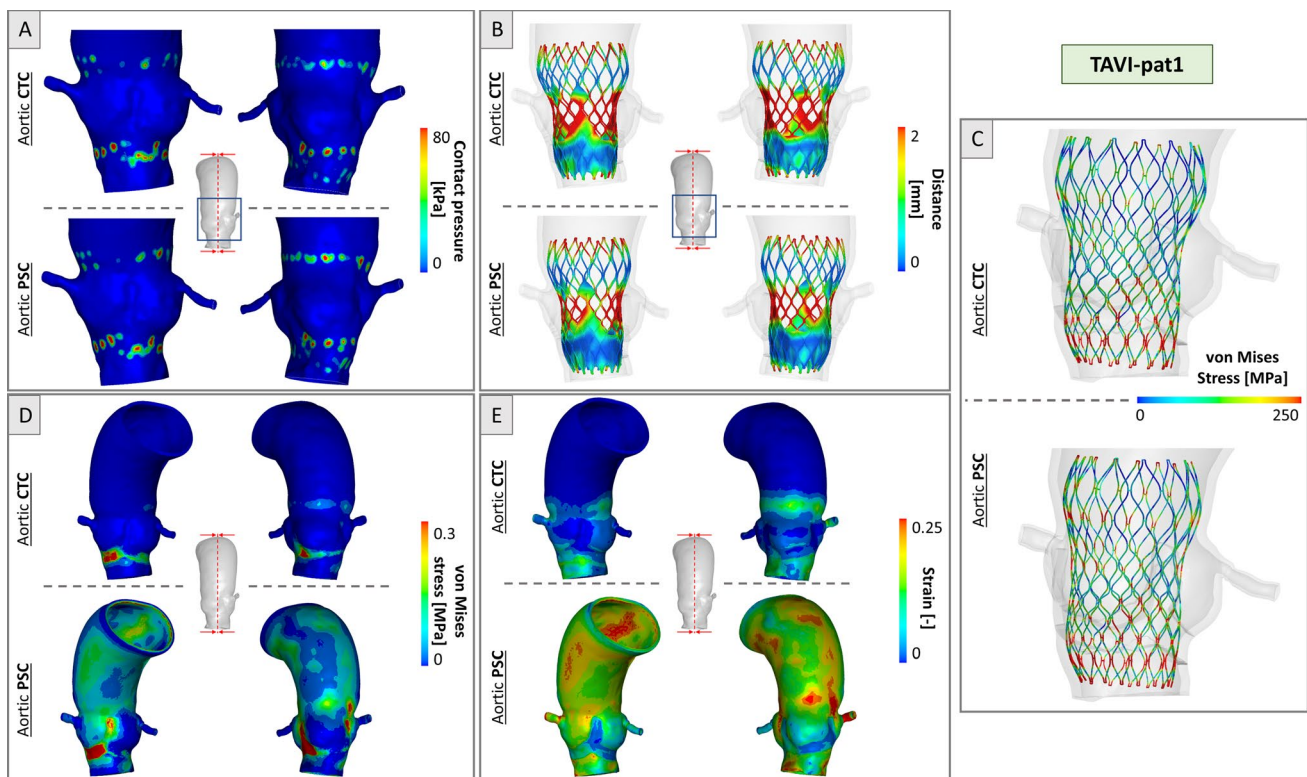 A
Aortic CTC
Aortic PSC
80
0
Contact pressure
[kPa]
B
Aortic CTC
Aortic PSC
2
0
Distance
[mm]
TAVI-pat1
C
Aortic CTC
von Mises
Stress [MPa]
0
250
Aortic PSC
D
Aortic CTC
Aortic PSC
0.3
0
von Mises
stress [MPa]
E
Aortic CTC
Aortic PSC
0.25
0
Strain [-]